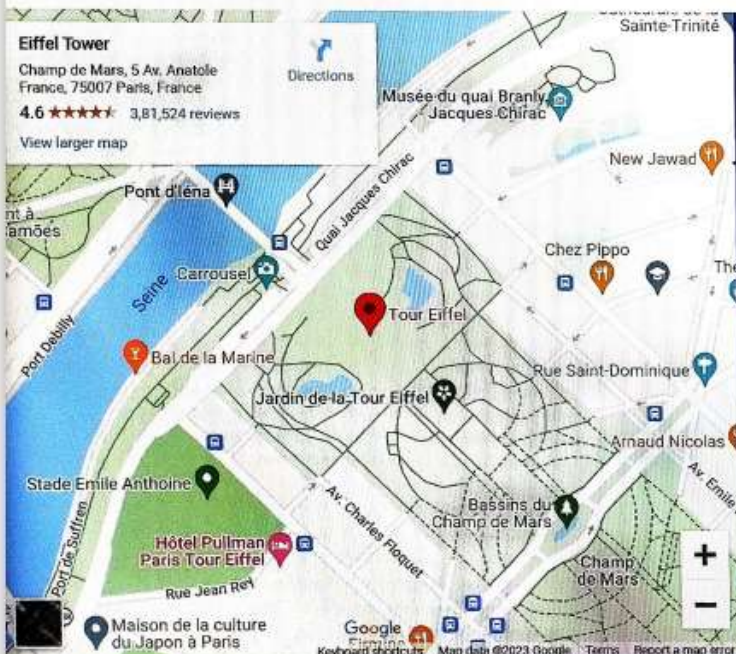 Eiffel Tower
Champ de Mars, 5 Av. Anatole
France, 75007 Paris, France
4.6
3,81,524 reviews
View larger map
Directions
Sainte-Trinité
Musée du quai Branly
Jacques Chirac
New Jawad
Pont d'Iéna
Quai Jacques Chirac
nt à
amões
Chez Pippo
Carrousel
The
Seine
Tour Eiffel
Port Debilly
Bal de la Marine
Rue Saint-Dominique
Jardin de la Tour Eiffel
Arnaud Nicolas
Stade Emile Anthoine
Av. Emile
Av. Charles Floquet
Bassins du
Champ de Mars
Hôtel Pullman
Paris Tour Eiffel
Port de Suffren
Champ
de Mars
Rue Jean Rey
+
−
Maison de la culture
du Japon à Paris
Google
Keyboard shortcuts
Map data ©2023 Google
Terms
Report a map error